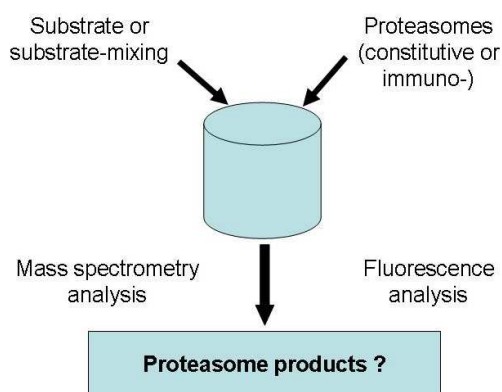 Substrate or
substrate-mixing
Proteasomes
(constitutive or
immuno-)
Mass spectrometry
analysis
Fluorescence
analysis
Proteasome products ?